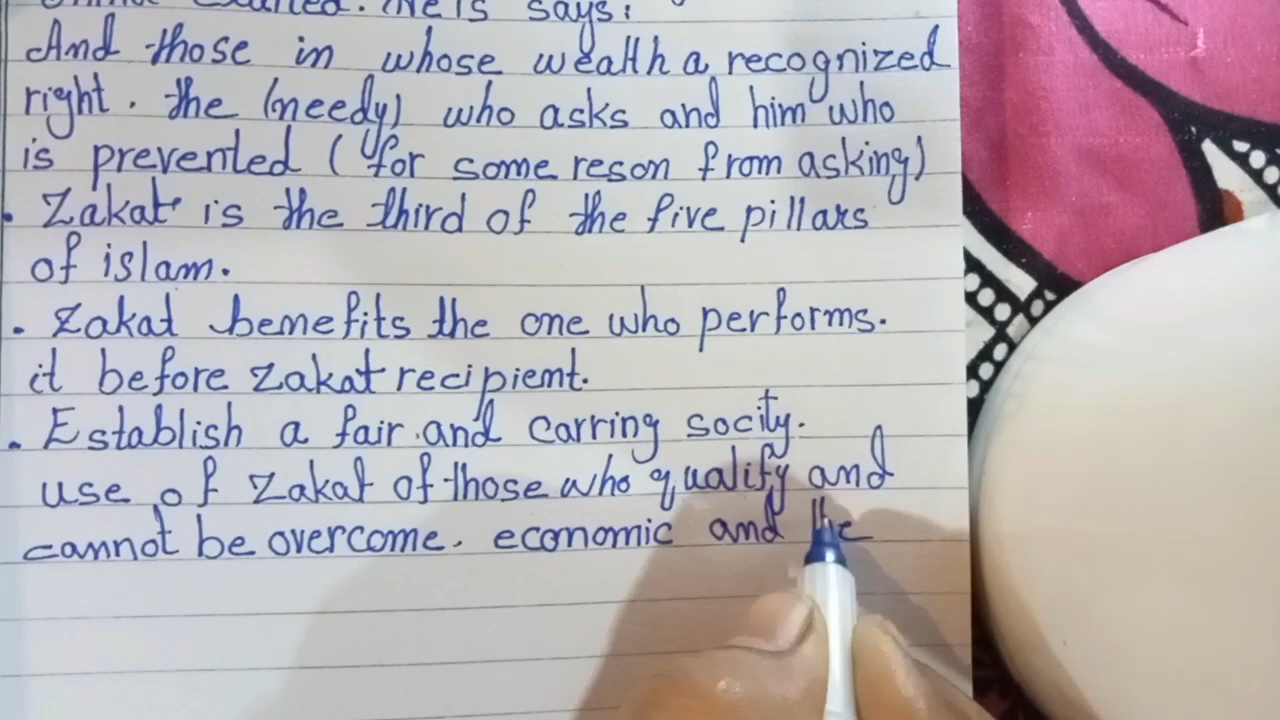 says:
And those in whose wealth a recognized
right. the (needy) who asks and him who
is prevented (for some reson from asking)
. Zakat is the third of the five pillars
of islam.
. Zakat benefits the one who performs.
it before zakat recipient.
. Establish a fair and carring socity.
use of Zakat of those who qualify and
cannot be overcome. economic and the